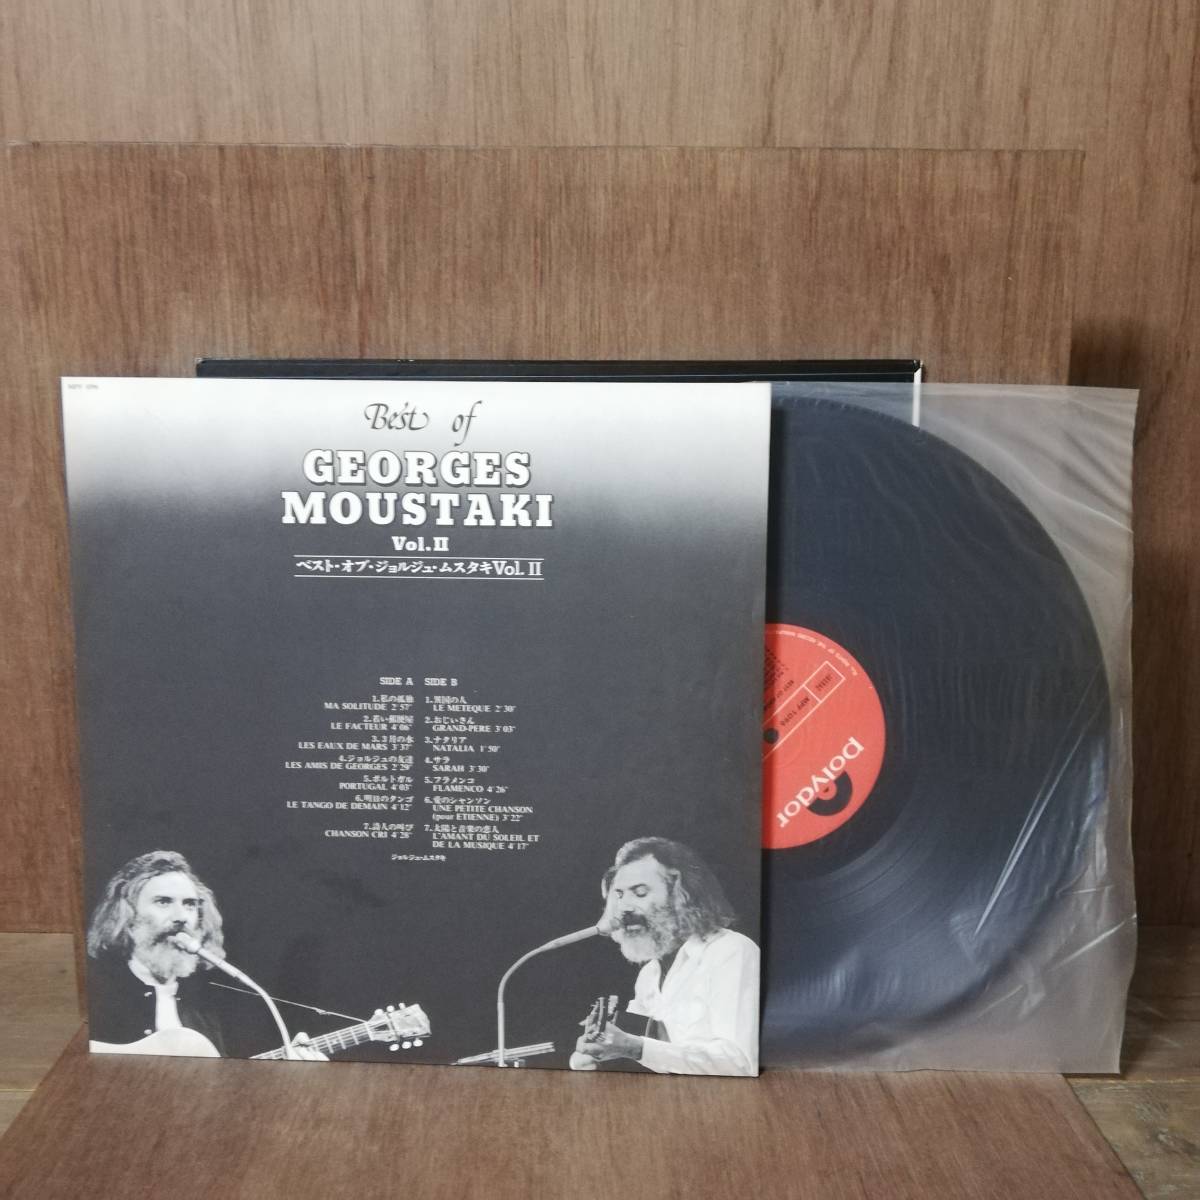 Best of
GEORGES
MOUSTAKI
Vol. II
ベスト・オブ・ジョルジュ・ムスタキ Vol. II
SIDE A
1. 私の孤独
MA SOLITUDE 2'57"
2. 若い郵便屋
LE FACTEUR 4'06"
3. 3月の水
LES EAUX DE MARS 3'37"
4. ジョルジュの友達
LES AMIS DE GEORGES 2'29"
5. ポルトガル
PORTUGAL 4'03"
6. 明日のタンゴ
LE TANGO DE DEMAIN 4'12"
7. 詩人の叫び
CHANSON CRI 4'28"
SIDE B
1. 異国の人
LE METEQUE 2'30"
2. おじいさん
GRAND-PERE 3'03"
3. ナタリア
NATALIA 1'50"
4. サラ
SARAH 3'30"
5. フラメンコ
FLAMENCO 4'26"
6. 愛のシャンソン
UNE PETITE CHANSON
(pour ETIENNE) 3'22"
7. 太陽と音楽の恋人
L'AMANT DU SOLEIL ET
DE LA MUSIQUE 4'17"
ジョルジュ・ムスタキ
polydor
MPF 1096